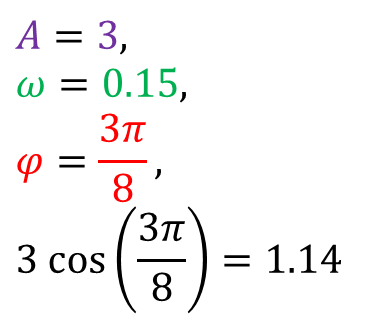 A = 3,
ω = 0.15,
φ = 3π/8,
3 cos(3π/8) = 1.14